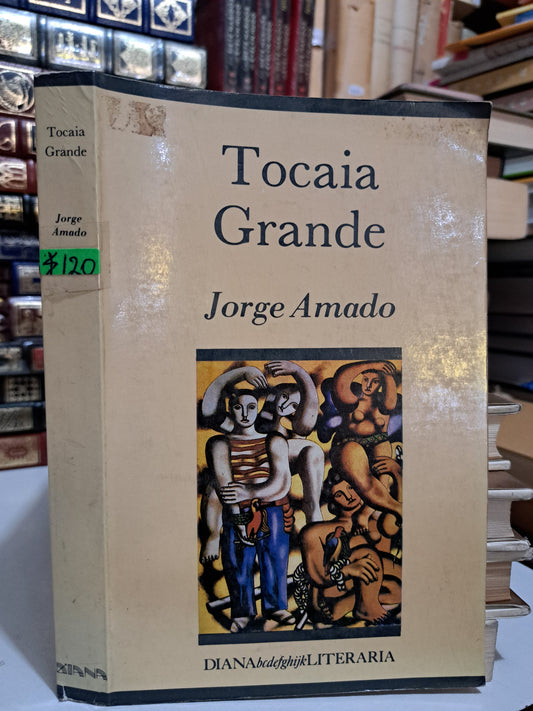 Tocaia
Grande
Jorge
Amado
$120
DIANA
Tocaia
Grande
Jorge Amado
DIANAbcdefghijkLITERARIA